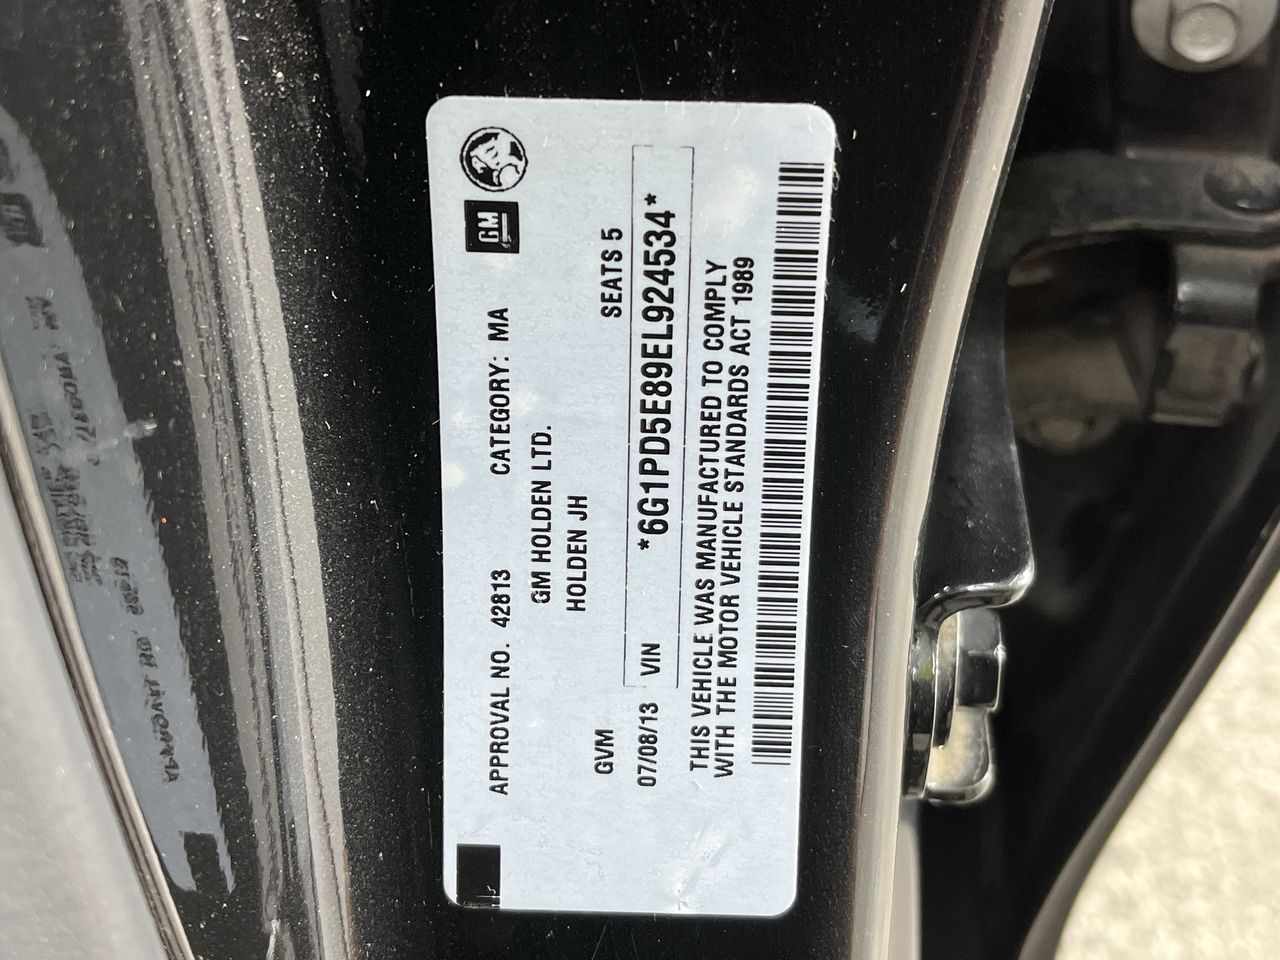 GM
APPROVAL NO. 42813 CATEGORY: MA
GM HOLDEN LTD.
HOLDEN JH
GVM SEATS 5
07/08/13 VIN *6G1PD5E89EL924534*
THIS VEHICLE WAS MANUFACTURED TO COMPLY
WITH THE MOTOR VEHICLE STANDARDS ACT 1989